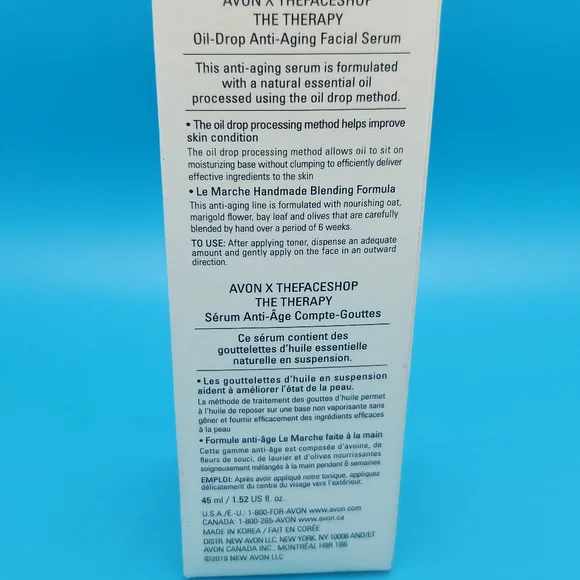 AVON X THEFACESHOP
THE THERAPY
Oil-Drop Anti-Aging Facial Serum
This anti-aging serum is formulated
with a natural essential oil
processed using the oil drop method.
• The oil drop processing method helps improve
skin condition
The oil drop processing method allows oil to sit on
moisturizing base without clumping to efficiently deliver
effective ingredients to the skin
• Le Marche Handmade Blending Formula
This anti-aging line is formulated with nourishing oat,
marigold flower, bay leaf and olives that are carefully
blended by hand over a period of 6 weeks.
TO USE: After applying toner, dispense an adequate
amount and gently apply on the face in an outward
direction.
AVON X THEFACESHOP
THE THERAPY
Sérum Anti-Âge Compte-Gouttes
Ce sérum contient des
gouttelettes d'huile essentielle
naturelle en suspension.
• Les gouttelettes d'huile en suspension
aident à améliorer l'état de la peau.
La méthode de traitement des gouttes d'huile permet
à l'huile de reposer sur une base non vaporisante sans
gêner et fournir efficacement des ingrédients efficaces
à la peau
• Formule anti-âge Le Marche faite à la main
Cette gamme anti-âge est composée d'avoine, de
fleurs de souci, de laurier et d'olives nourrissantes
soigneusement mélangés à la main pendant 6 semaines
EMPLOI: Après avoir appliqué votre tonique, appliquez
délicatement du centre du visage vers l'extérieur.
45 ml / 1.52 US fl. oz.
U.S.A./É.-U.: 1-800-FOR-AVON www.avon.com
CANADA: 1-800-265-AVON www.avon.ca
MADE IN KOREA / FAIT EN CORÉE
DISTR. NEW AVON LLC, NEW YORK, NY 10006 AND/ET
AVON CANADA INC., MONTRÉAL H9R 1B6
©2019 NEW AVON LLC